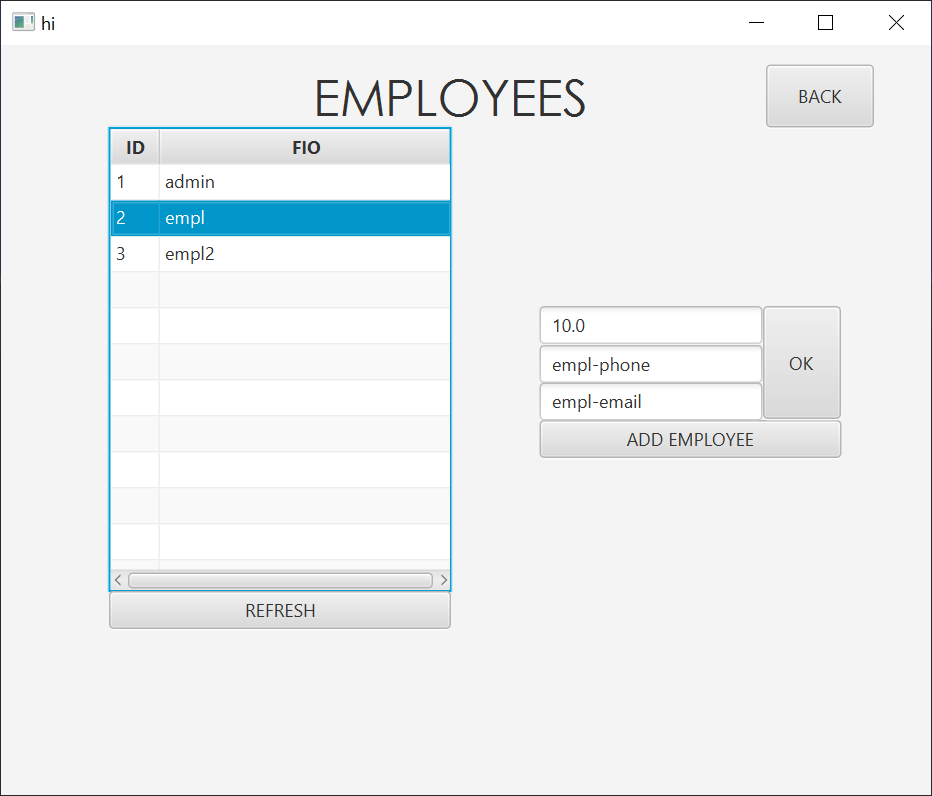 hi
EMPLOYEES
BACK
ID FIO
1 admin
2 empl
3 empl2
10.0
empl-phone
empl-email
OK
ADD EMPLOYEE
REFRESH